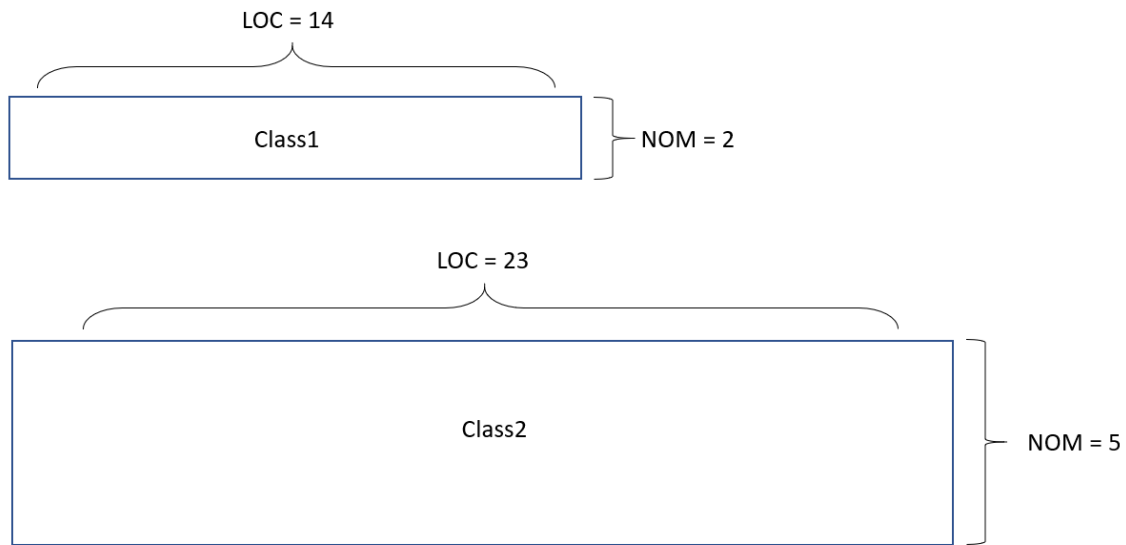 LOC = 14
Class1
NOM = 2
LOC = 23
Class2
NOM = 5